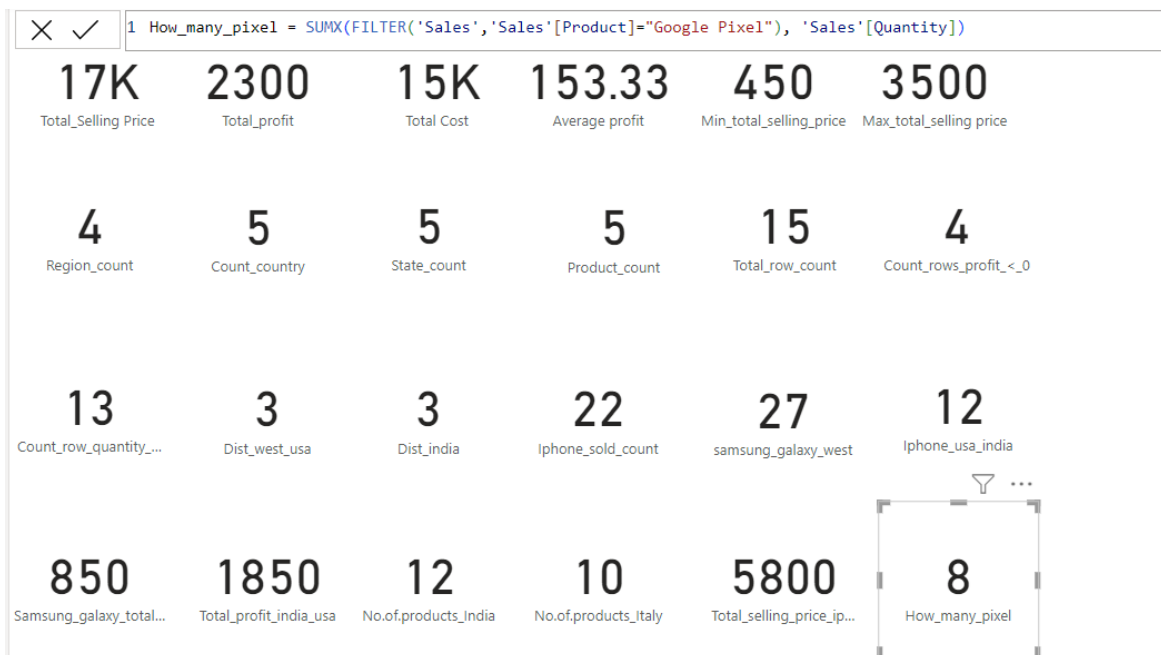 1 How_many_pixel = SUMX(FILTER('Sales','Sales'[Product]="Google Pixel"), 'Sales'[Quantity])
17K 2300 15K 153.33 450 3500
Total_Selling Price Total_profit Total Cost Average profit Min_total_selling_price Max_total_selling price
4 5 5 5 15 4
Region_count Count_country State_count Product_count Total_row_count Count_rows_profit_<_0
13 3 3 22 27 12
Count_row_quantity_... Dist_west_usa Dist_india Iphone_sold_count samsung_galaxy_west Iphone_usa_india
850 1850 12 10 5800 8
Samsung_galaxy_total... Total_profit_india_usa No.of.products_India No.of.products_Italy Total_selling_price_ip... How_many_pixel